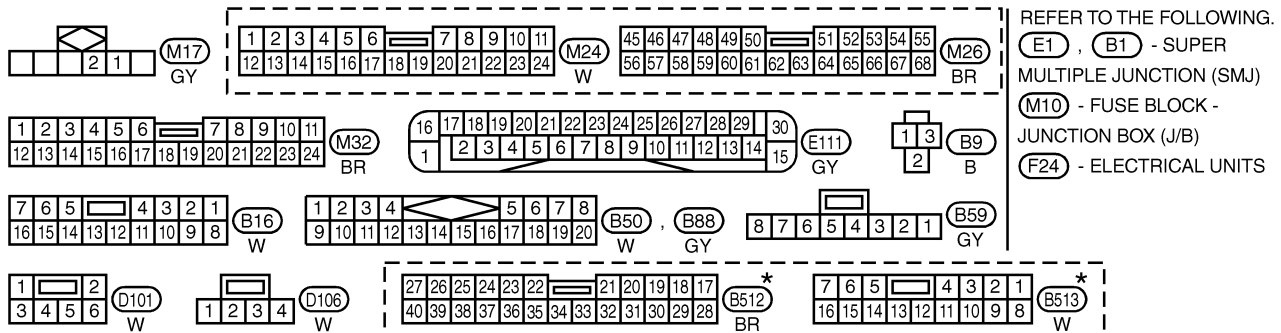 1 2 3 4 5 6 7 8 9 10 11 45 46 47 48 49 50 51 52 53 54 55
2 1 M17 12 13 14 15 16 17 18 19 20 21 22 23 24 M24 56 57 58 59 60 61 62 63 64 65 66 67 68 M26
GY W BR
REFER TO THE FOLLOWING.
E1 , B1 - SUPER
MULTIPLE JUNCTION (SMJ)
M10 - FUSE BLOCK -
JUNCTION BOX (J/B)
F24 - ELECTRICAL UNITS
1 2 3 4 5 6 7 8 9 10 11 16 17 18 19 20 21 22 23 24 25 26 27 28 29 30 1 3
12 13 14 15 16 17 18 19 20 21 22 23 24 M32 1 2 3 4 5 6 7 8 9 10 11 12 13 14 15 E111 2 B9
BR GY B
7 6 5 4 3 2 1 1 2 3 4 5 6 7 8
16 15 14 13 12 11 10 9 8 B16 9 10 11 12 13 14 15 16 17 18 19 20 B50 , B88 8 7 6 5 4 3 2 1 B59
W W GY GY
1 2 27 26 25 24 23 22 21 20 19 18 17 * 7 6 5 4 3 2 1 *
3 4 5 6 D101 1 2 3 4 D106 40 39 38 37 36 35 34 33 32 31 30 29 28 B512 16 15 14 13 12 11 10 9 8 B513
W W BR W